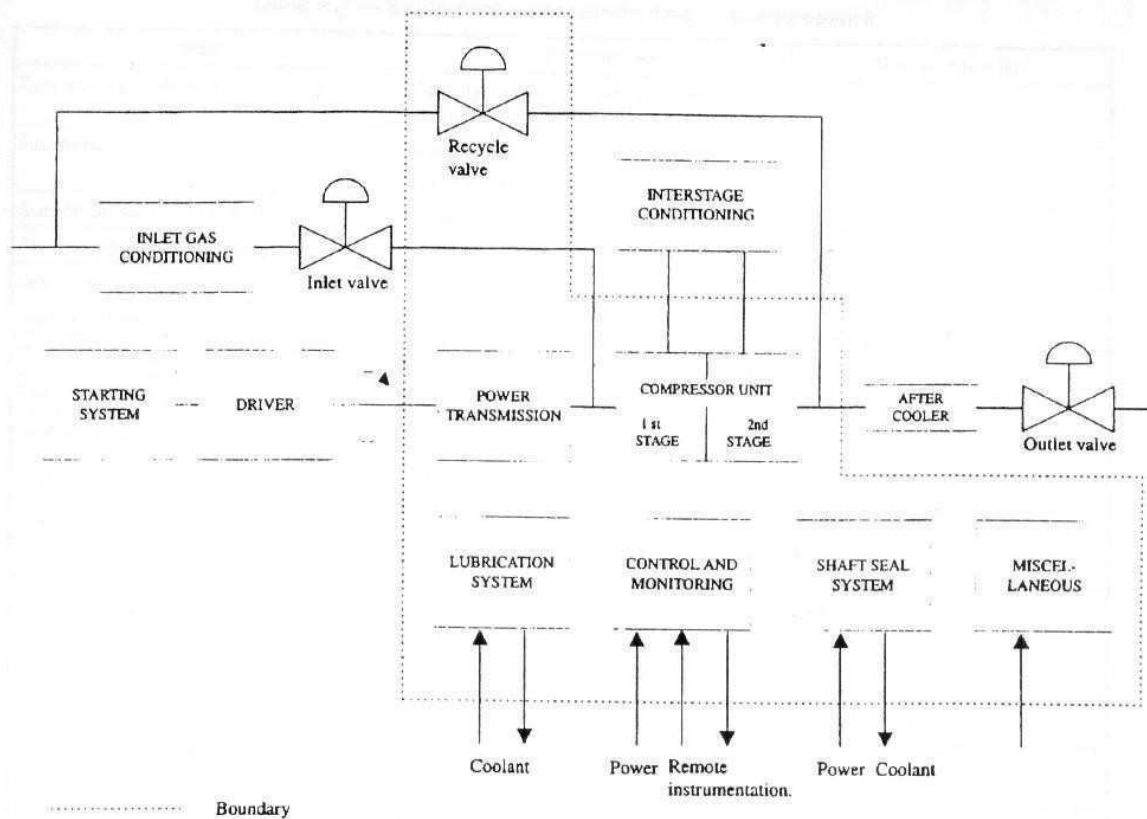 Recycle
valve
INTERSTAGE
CONDITIONING
INLET GAS
CONDITIONING
Inlet valve
STARTING
SYSTEM
DRIVER
POWER
TRANSMISSION
COMPRESSOR UNIT
1 st
STAGE
2nd
STAGE
AFTER
COOLER
Outlet valve
LUBRICATION
SYSTEM
CONTROL AND
MONITORING
SHAFT SEAL
SYSTEM
MISCEL-
LANEOUS
Coolant
Power
Remote
instrumentation.
Power
Coolant
Boundary